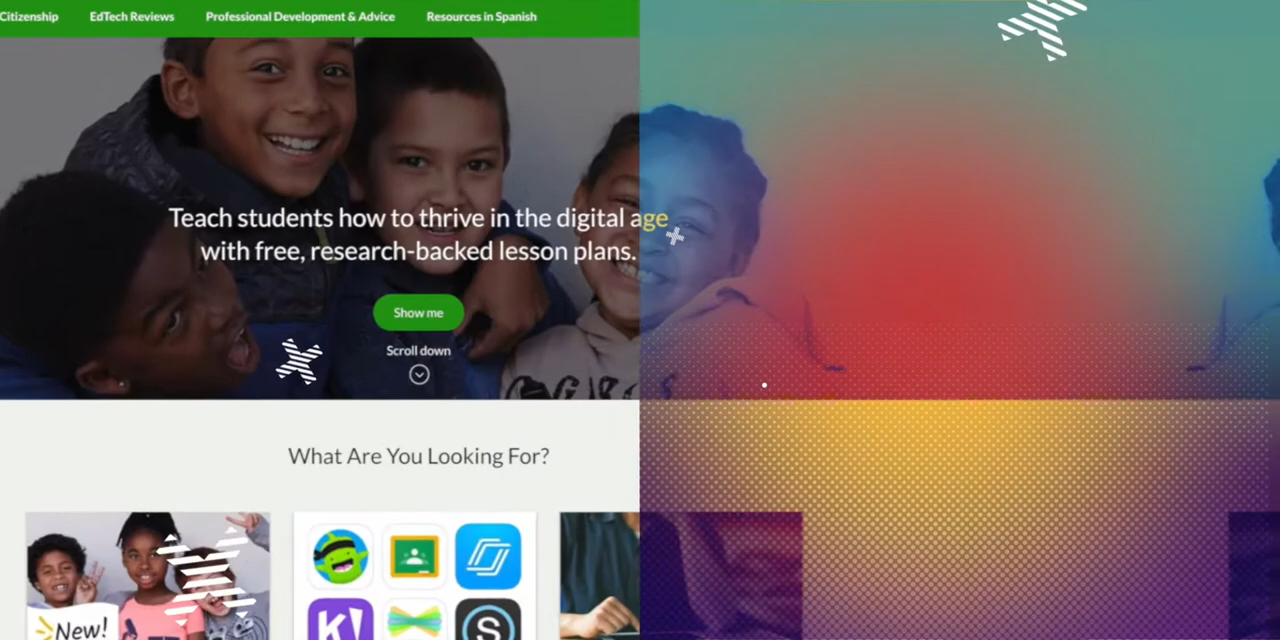 Citizenship
EdTech Reviews
Professional Development & Advice
Resources in Spanish
Teach students how to thrive in the digital age
with free, research-backed lesson plans.
Show me
Scroll down
What Are You Looking For?
New!
K!
S